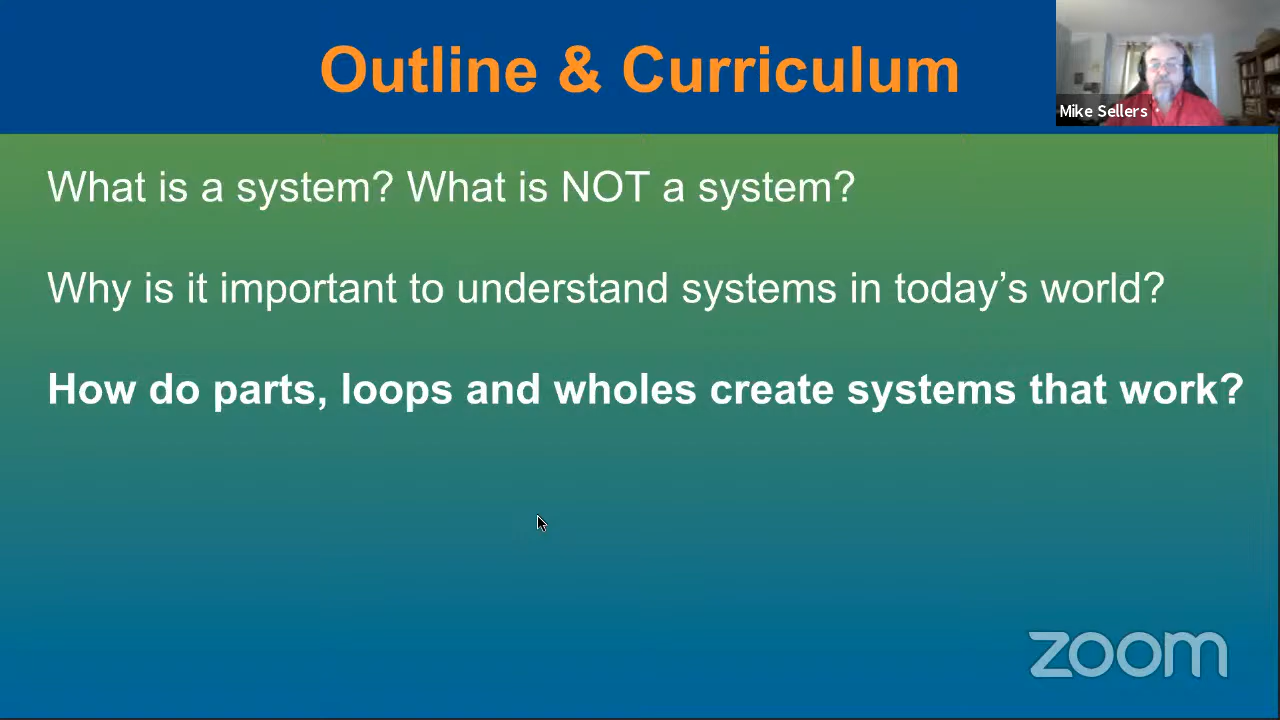 Outline & Curriculum
Mike Sellers
What is a system? What is NOT a system?
Why is it important to understand systems in today’s world?
How do parts, loops and wholes create systems that work?
zoom